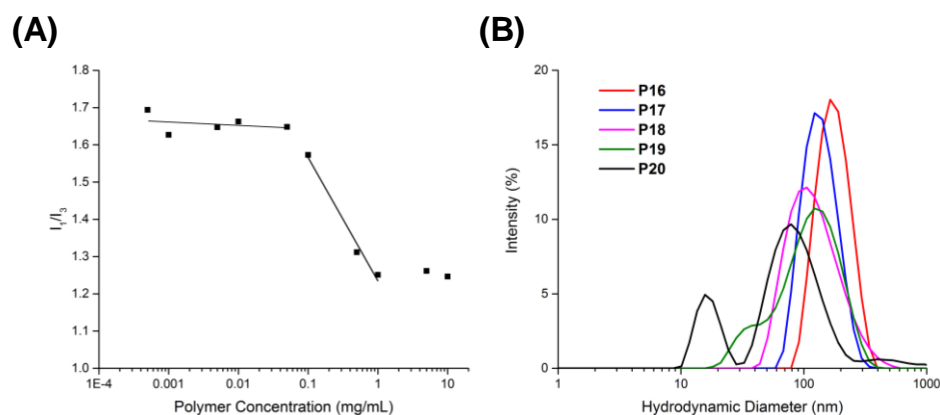 (A)
I1/I3
1.8
1.7
1.6
1.5
1.4
1.3
1.2
1.1
1.0
1E-4 0.001 0.01 0.1 1 10
Polymer Concentration (mg/mL)
(B)
Intensity (%)
20
15
10
5
0
P16
P17
P18
P19
P20
1 10 100 1000
Hydrodynamic Diameter (nm)